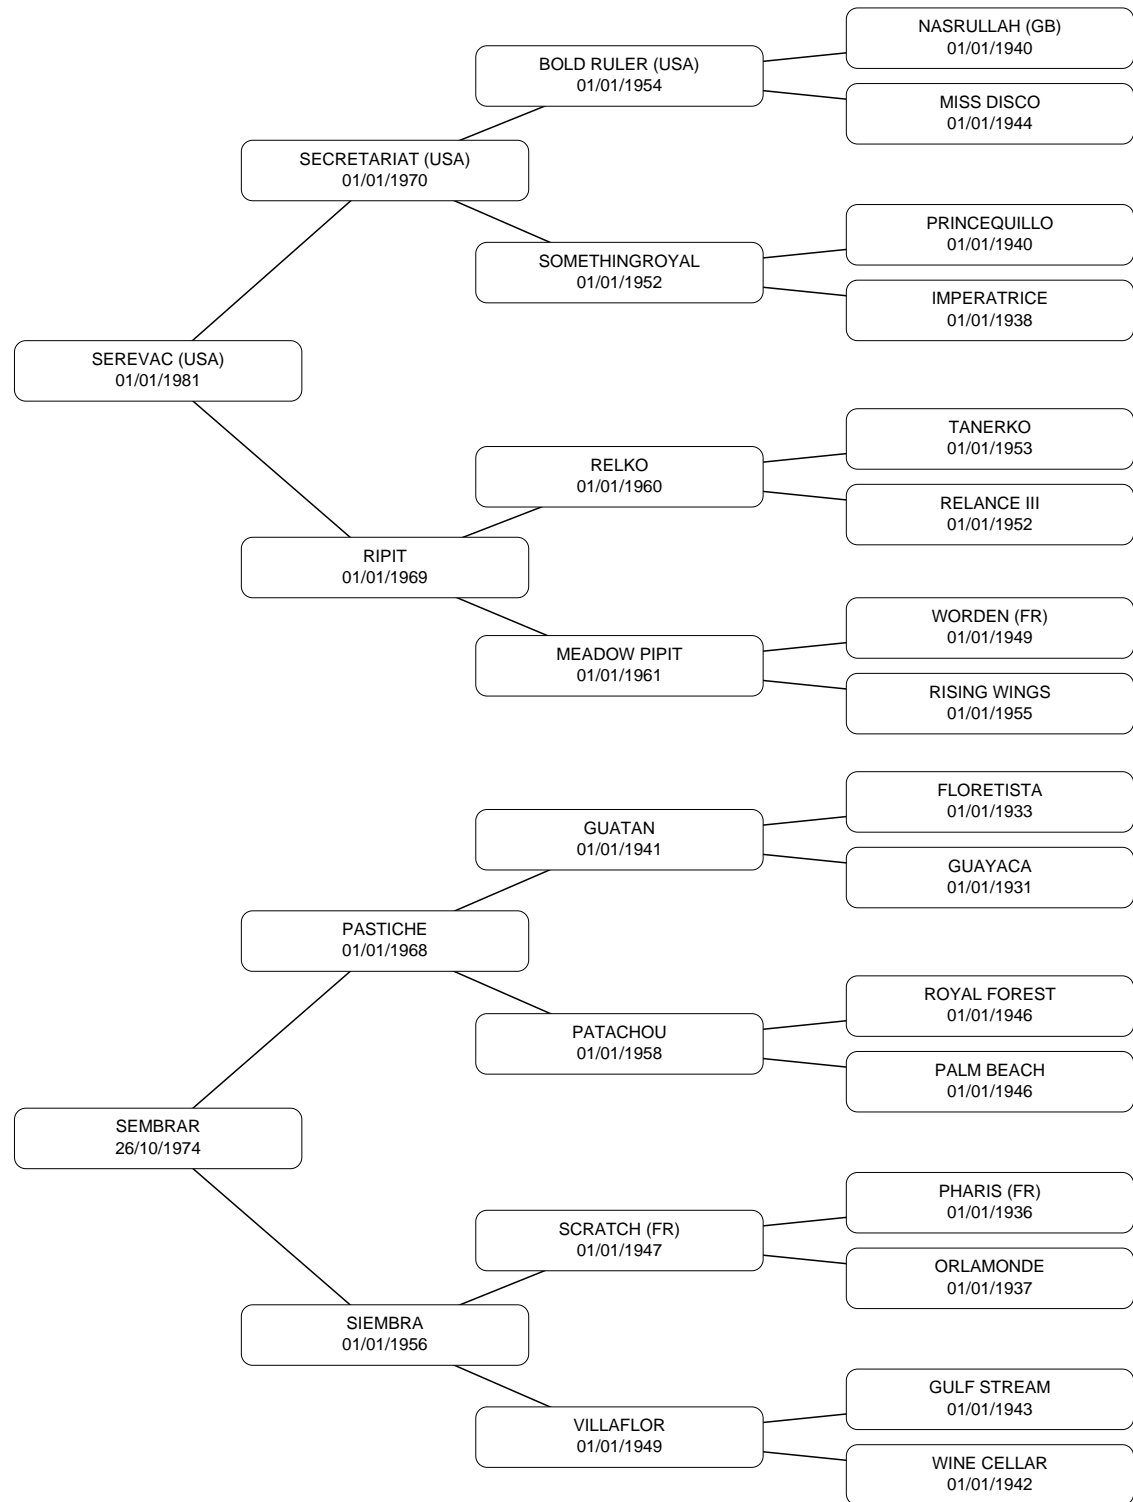 NASRULLAH (GB)
01/01/1940
BOLD RULER (USA)
01/01/1954
MISS DISCO
01/01/1944
SECRETARIAT (USA)
01/01/1970
PRINCEQUILLO
01/01/1940
SOMETHINGROYAL
01/01/1952
IMPERATRICE
01/01/1938
SEREVAC (USA)
01/01/1981
TANERKO
01/01/1953
RELKO
01/01/1960
RELANCE III
01/01/1952
RIPIT
01/01/1969
WORDEN (FR)
01/01/1949
MEADOW PIPIT
01/01/1961
RISING WINGS
01/01/1955
FLORETISTA
01/01/1933
GUATAN
01/01/1941
GUAYACA
01/01/1931
PASTICHE
01/01/1968
ROYAL FOREST
01/01/1946
PATACHOU
01/01/1958
PALM BEACH
01/01/1946
SEMBRAR
26/10/1974
PHARIS (FR)
01/01/1936
SCRATCH (FR)
01/01/1947
ORLAMONDE
01/01/1937
SIEMBRA
01/01/1956
GULF STREAM
01/01/1943
VILLAFLOR
01/01/1949
WINE CELLAR
01/01/1942